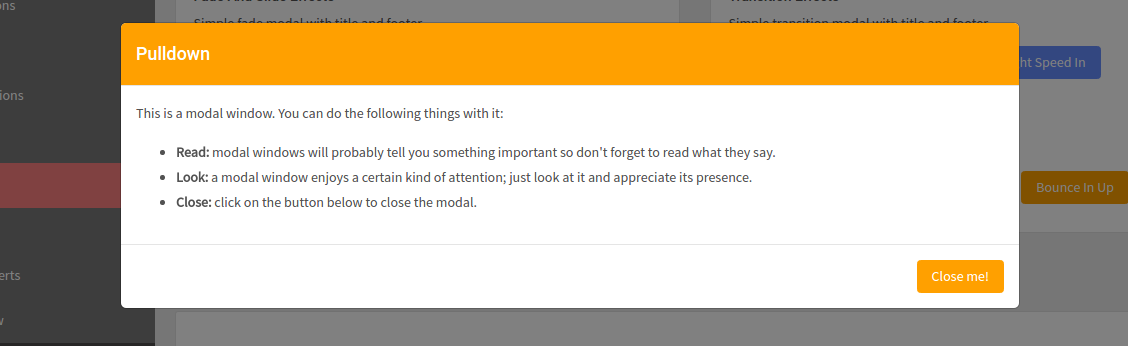 ons
Simple fade modal with title and footer
Simple transition modal with title and footer
Pulldown
ht Speed In
ions
This is a modal window. You can do the following things with it:
Read: modal windows will probably tell you something important so don't forget to read what they say.
Look: a modal window enjoys a certain kind of attention; just look at it and appreciate its presence.
Bounce In Up
Close: click on the button below to close the modal.
erts
Close me!
w